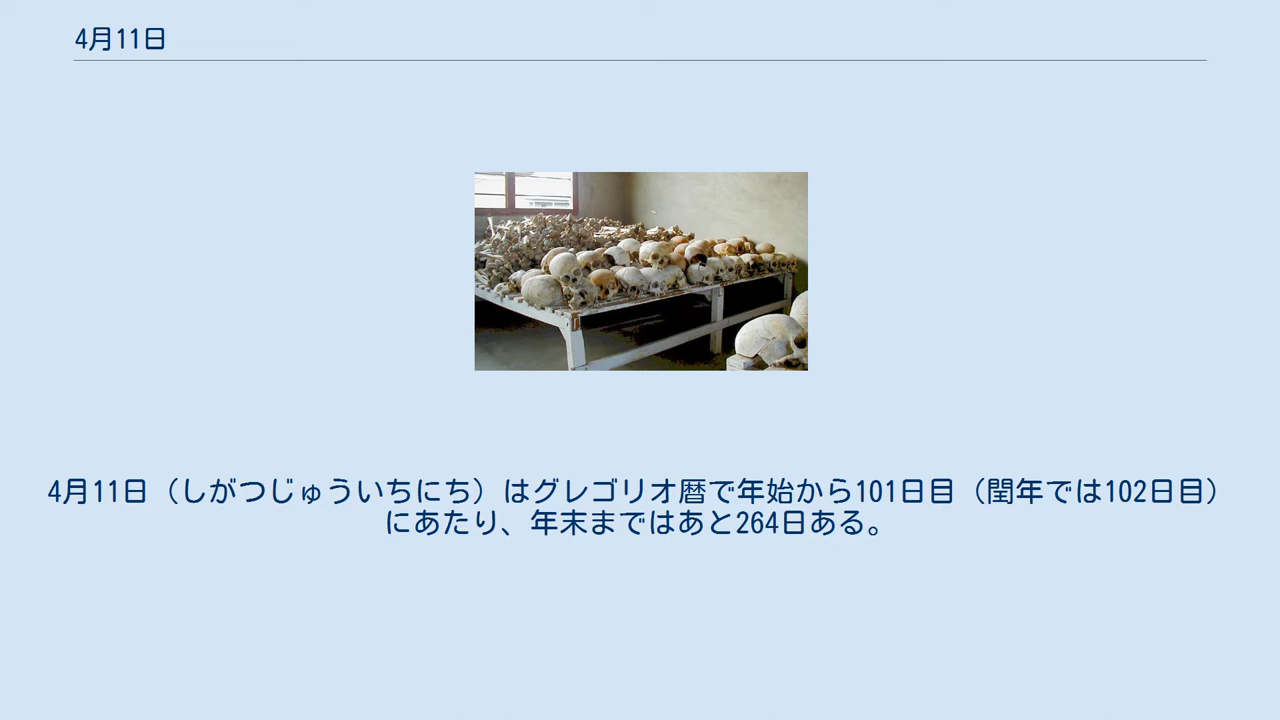 4月11日
4月11日（しがつじゅういちにち）はグレゴリオ暦で年始から101日目（閏年では102日目）
にあたり、年末まではあと264日ある。